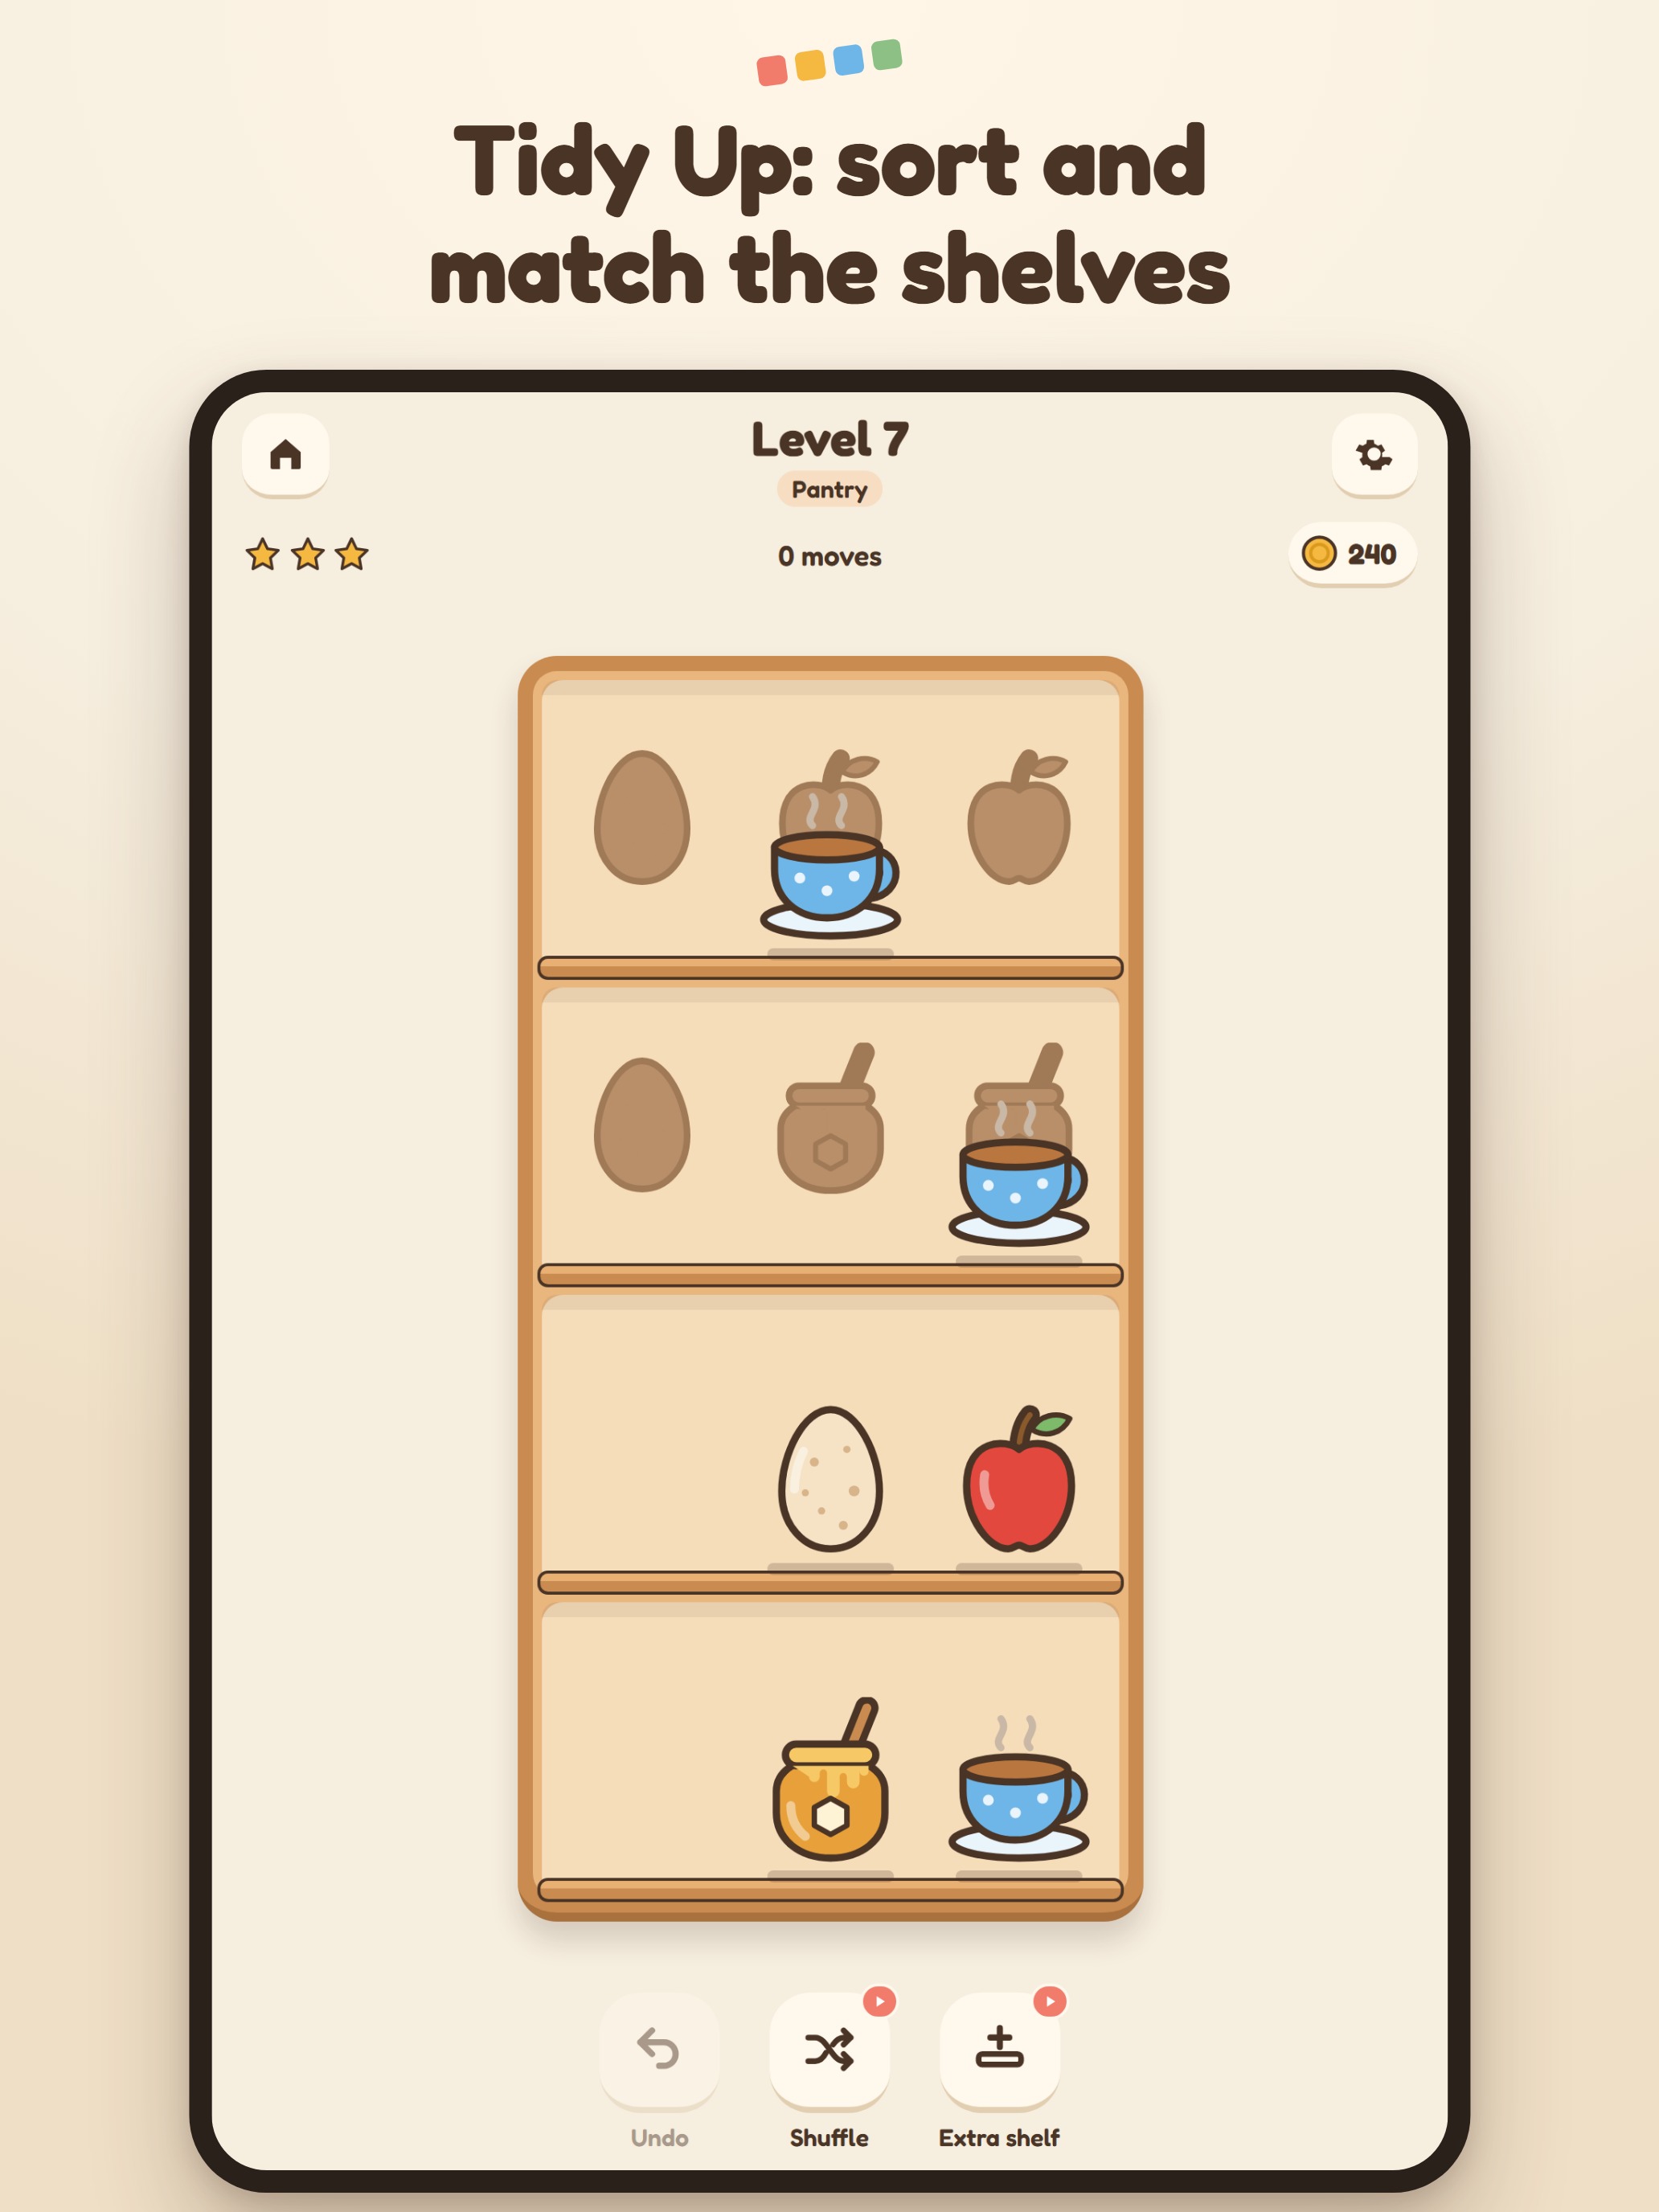 Tidy Up: sort and
match the shelves
Level 7
Pantry
0 moves
240
Undo
Shuffle
Extra shelf